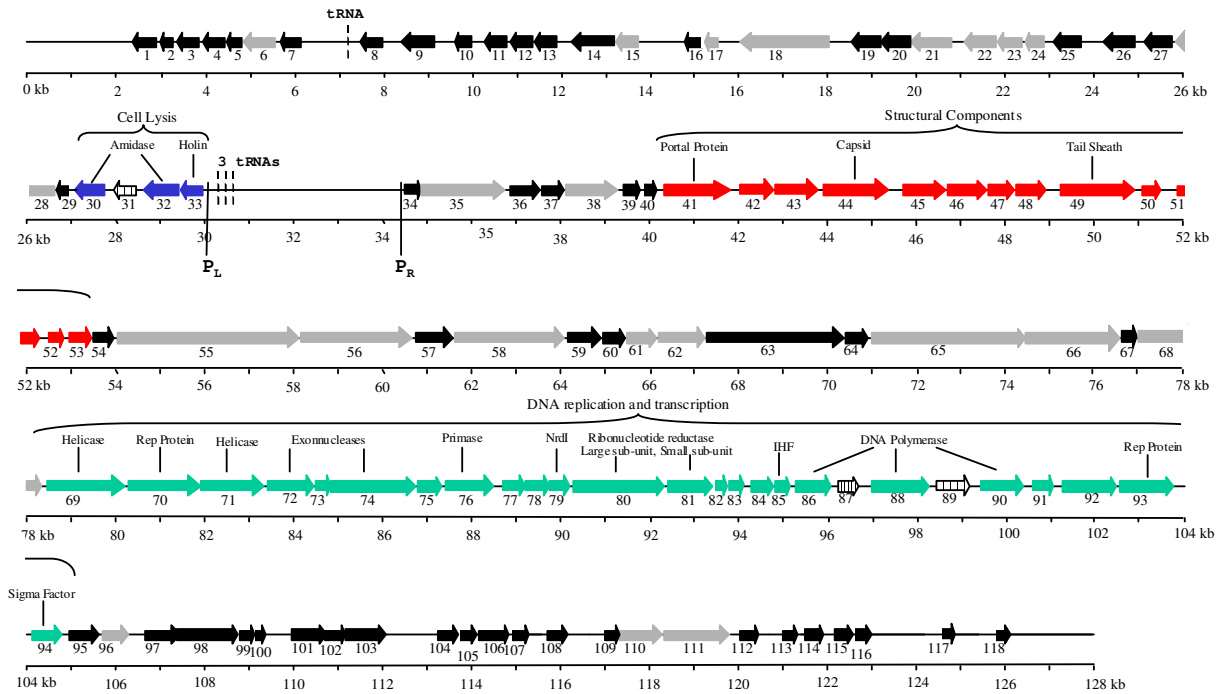 tRNA
1 2 3 4 5 6 7 8 9 10 11 12 13 14 15 16 17 18 19 20 21 22 23 24 25 26 27
0 kb 2 4 6 8 10 12 14 16 18 20 22 24 26 kb
Cell Lysis Structural Components
Amidase Holin 3 tRNAs Portal Protein Capsid Tail Sheath
28 29 30 31 32 33 34 35 36 37 38 39 40 41 42 43 44 45 46 47 48 49 50 51
26 kb 28 30 32 34 35 38 40 42 44 46 48 50 52 kb
PL PR
52 53 54 55 56 57 58 59 60 61 62 63 64 65 66 67 68
52 kb 54 56 58 60 62 64 66 68 70 72 74 76 78 kb
DNA replication and transcription
Helicase Rep Protein Helicase Exonnucleases Primase NrdI Ribonucleotide reductase IHF DNA Polymerase Rep Protein
Large sub-unit, Small sub-unit
69 70 71 72 73 74 75 76 77 78 79 80 81 82 83 84 85 86 87 88 89 90 91 92 93
78 kb 80 82 84 86 88 90 92 94 96 98 100 102 104 kb
Sigma Factor
94 95 96 97 98 99 100 101 102 103 104 105 106 107 108 109 110 111 112 113 114 115 116 117 118
104 kb 106 108 110 112 114 116 118 120 122 124 126 128 kb